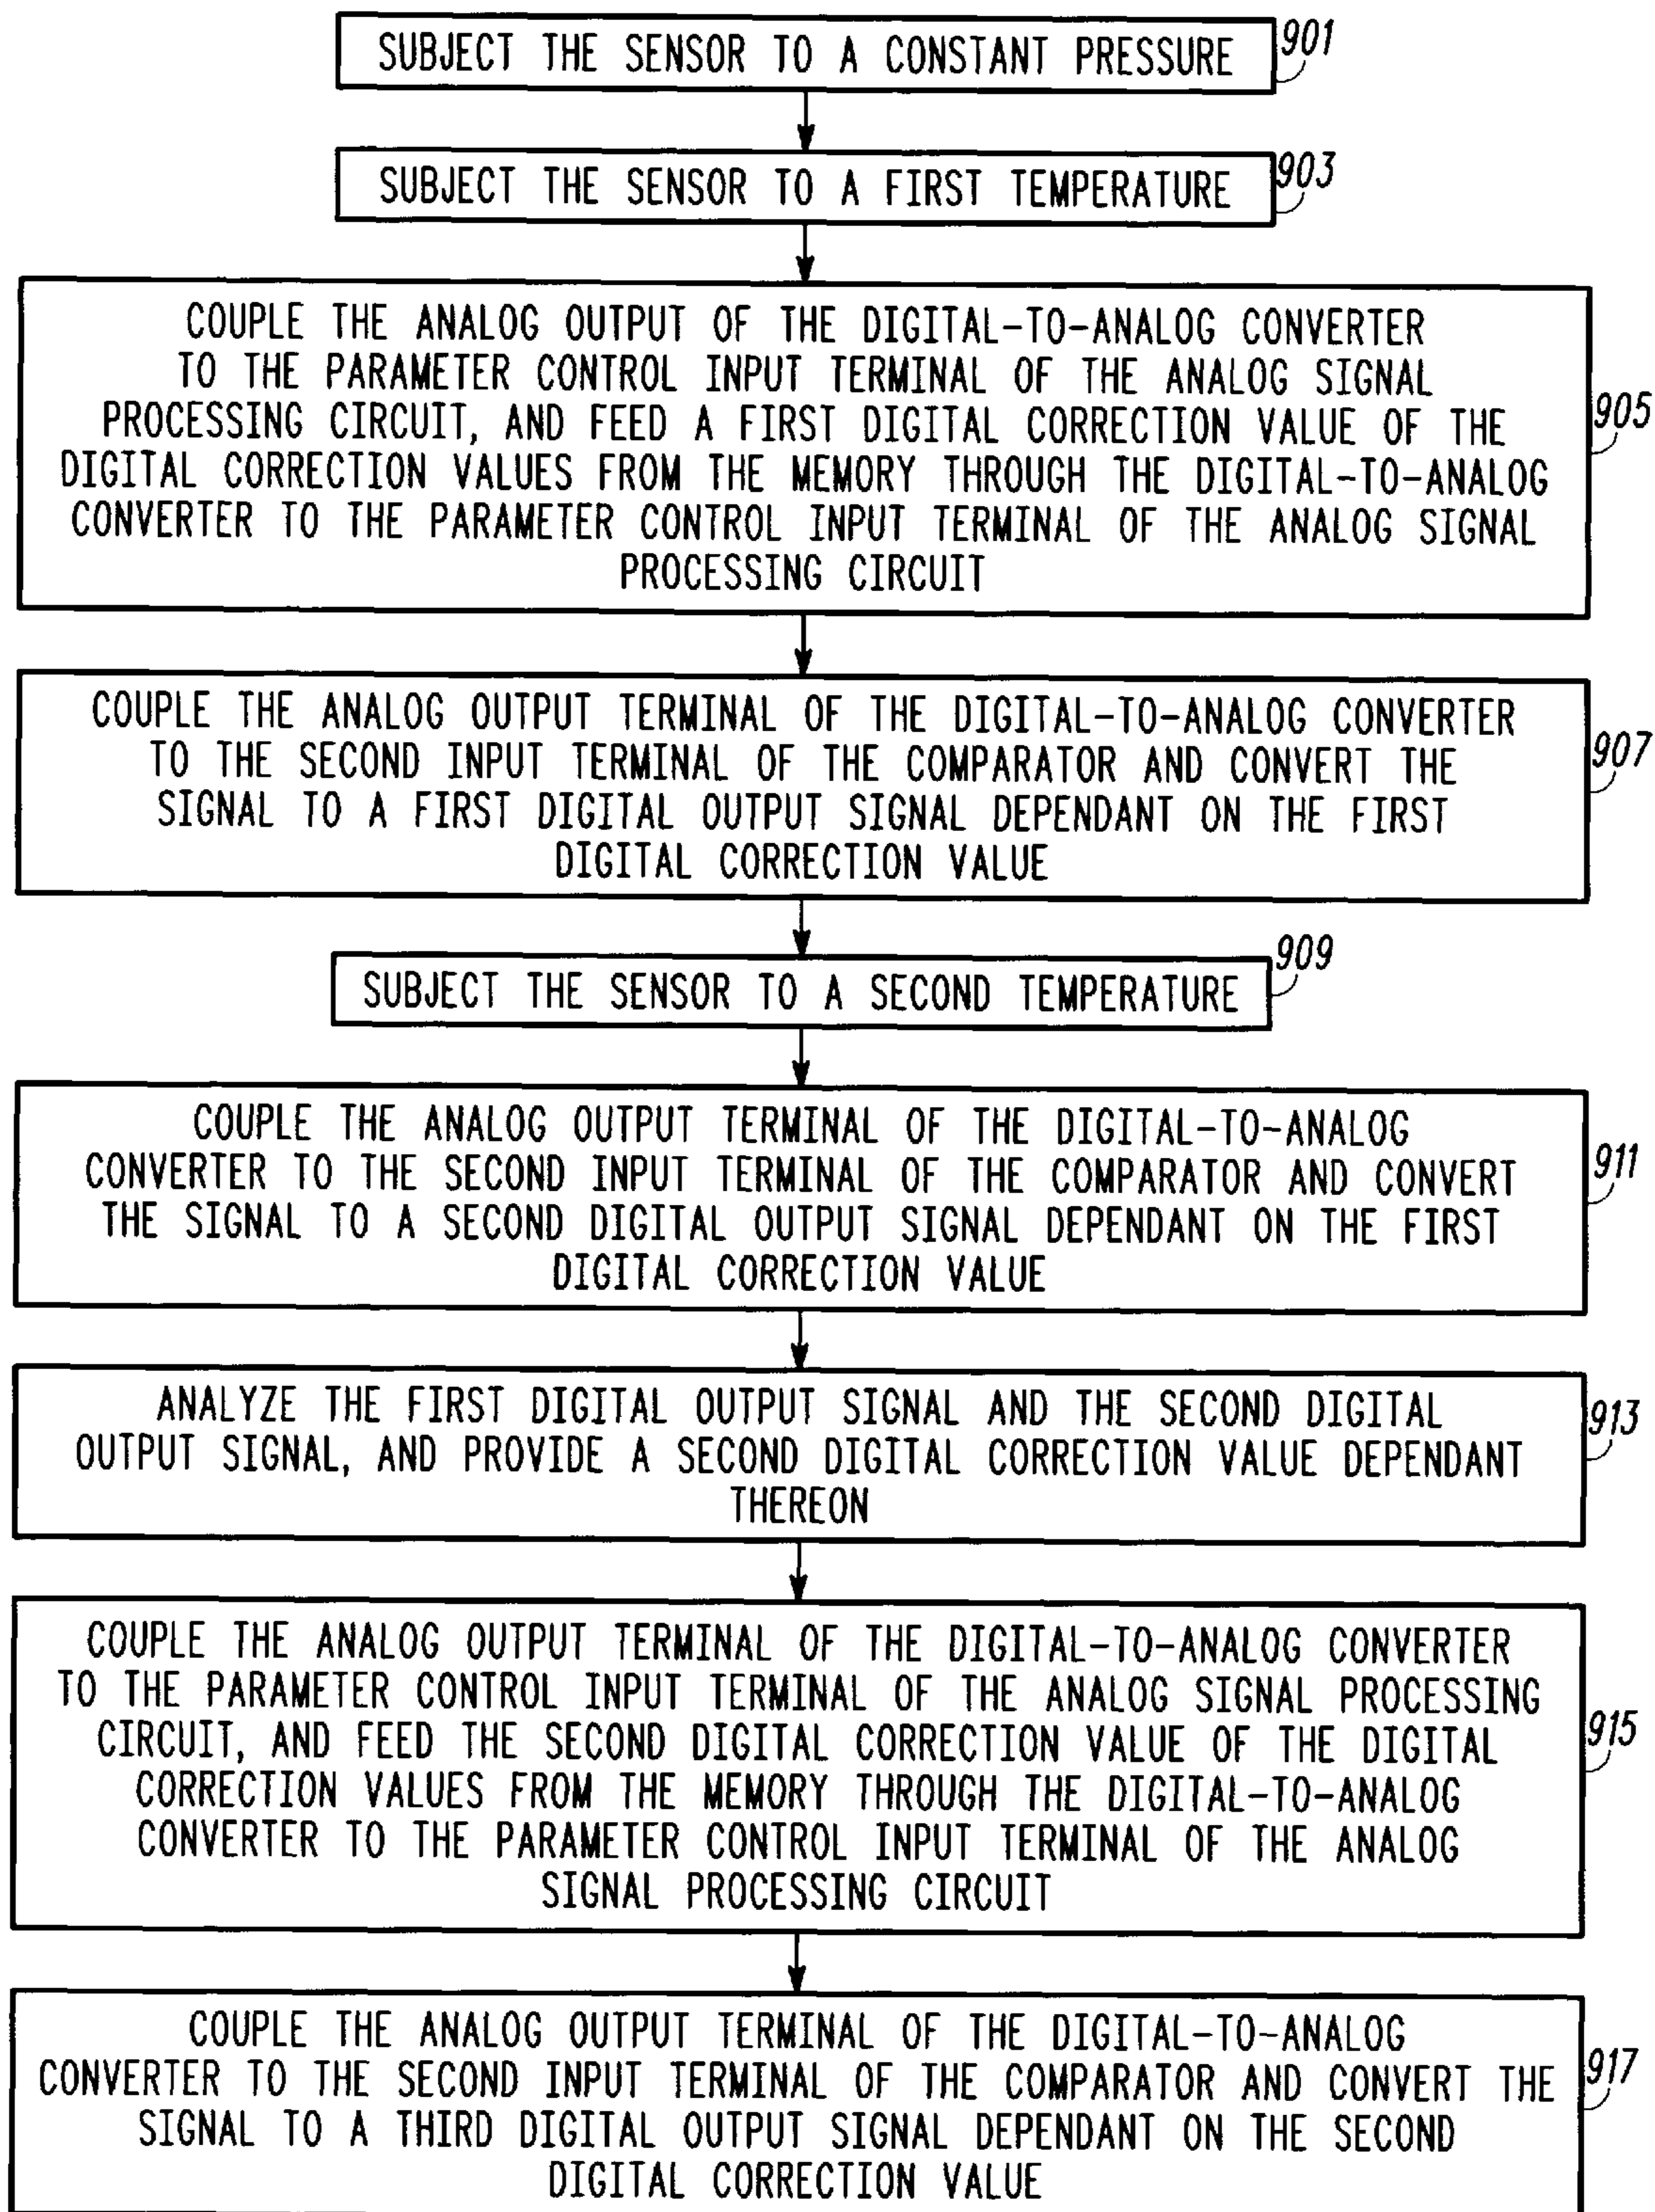 SUBJECT THE SENSOR TO A CONSTANT PRESSURE
901
SUBJECT THE SENSOR TO A FIRST TEMPERATURE
903
COUPLE THE ANALOG OUTPUT OF THE DIGITAL-TO-ANALOG CONVERTER
TO THE PARAMETER CONTROL INPUT TERMINAL OF THE ANALOG SIGNAL
PROCESSING CIRCUIT, AND FEED A FIRST DIGITAL CORRECTION VALUE OF THE
DIGITAL CORRECTION VALUES FROM THE MEMORY THROUGH THE DIGITAL-TO-ANALOG
CONVERTER TO THE PARAMETER CONTROL INPUT TERMINAL OF THE ANALOG SIGNAL
PROCESSING CIRCUIT
905
COUPLE THE ANALOG OUTPUT TERMINAL OF THE DIGITAL-TO-ANALOG CONVERTER
TO THE SECOND INPUT TERMINAL OF THE COMPARATOR AND CONVERT THE
SIGNAL TO A FIRST DIGITAL OUTPUT SIGNAL DEPENDANT ON THE FIRST
DIGITAL CORRECTION VALUE
907
SUBJECT THE SENSOR TO A SECOND TEMPERATURE
909
COUPLE THE ANALOG OUTPUT TERMINAL OF THE DIGITAL-TO-ANALOG
CONVERTER TO THE SECOND INPUT TERMINAL OF THE COMPARATOR AND CONVERT
THE SIGNAL TO A SECOND DIGITAL OUTPUT SIGNAL DEPENDANT ON THE FIRST
DIGITAL CORRECTION VALUE
911
ANALYZE THE FIRST DIGITAL OUTPUT SIGNAL AND THE SECOND DIGITAL
OUTPUT SIGNAL, AND PROVIDE A SECOND DIGITAL CORRECTION VALUE DEPENDANT
THEREON
913
COUPLE THE ANALOG OUTPUT TERMINAL OF THE DIGITAL-TO-ANALOG CONVERTER
TO THE PARAMETER CONTROL INPUT TERMINAL OF THE ANALOG SIGNAL PROCESSING
CIRCUIT, AND FEED THE SECOND DIGITAL CORRECTION VALUE OF THE DIGITAL
CORRECTION VALUES FROM THE MEMORY THROUGH THE DIGITAL-TO-ANALOG
CONVERTER TO THE PARAMETER CONTROL INPUT TERMINAL OF THE ANALOG
SIGNAL PROCESSING CIRCUIT
915
COUPLE THE ANALOG OUTPUT TERMINAL OF THE DIGITAL-TO-ANALOG
CONVERTER TO THE SECOND INPUT TERMINAL OF THE COMPARATOR AND CONVERT THE
SIGNAL TO A THIRD DIGITAL OUTPUT SIGNAL DEPENDANT ON THE SECOND
DIGITAL CORRECTION VALUE
917